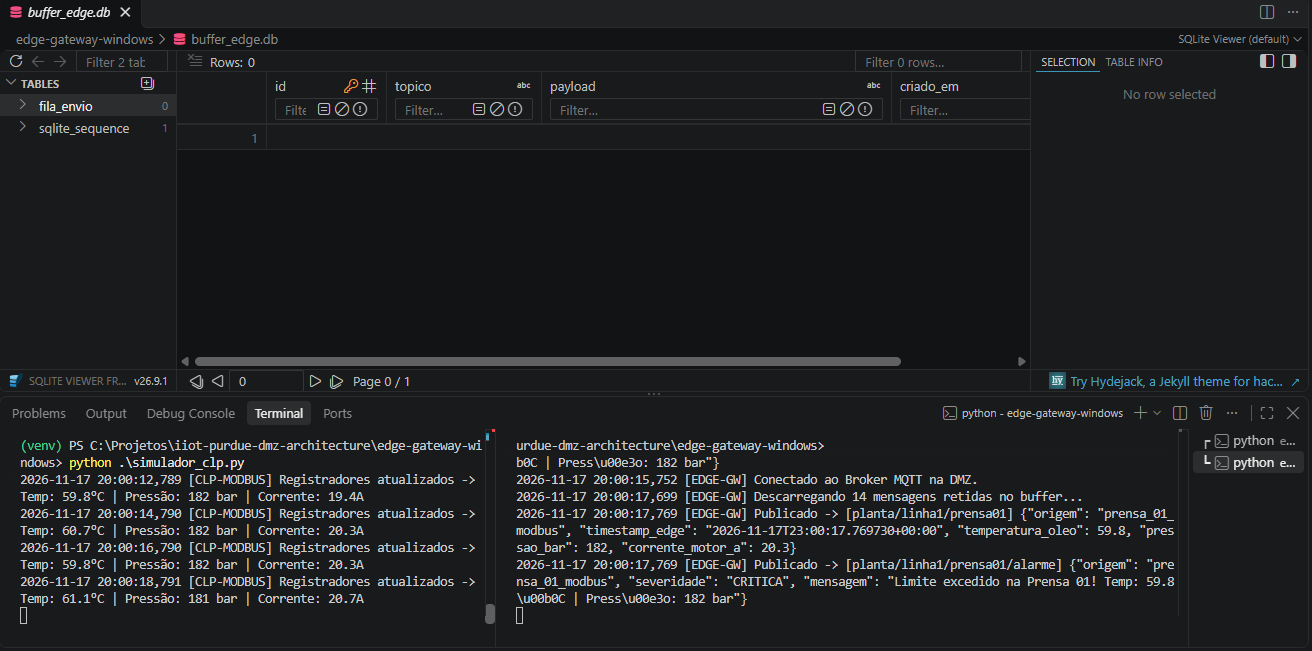 buffer_edge.db
edge-gateway-windows > buffer_edge.db
SQLite Viewer (default)
Filter 2 tab
Rows: 0
Filter 0 rows...
SELECTION
TABLE INFO
TABLES
fila_envio 0
sqlite_sequence 1
id
topico abc
payload abc
criado_em
Filte
Filter...
Filter...
Filter...
1
No row selected
SQLITE VIEWER FR... v26.9.1
0
Page 0 / 1
Try Hydejack, a Jekyll theme for hac...
Problems
Output
Debug Console
Terminal
Ports
python - edge-gateway-windows
(venv) PS C:\Projetos\iiot-purdue-dmz-architecture\edge-gateway-wi
ndows> python .\simulador_clp.py
2026-11-17 20:00:12,789 [CLP-MODBUS] Registradores atualizados ->
Temp: 59.8ºC | Pressão: 182 bar | Corrente: 19.4A
2026-11-17 20:00:14,790 [CLP-MODBUS] Registradores atualizados ->
Temp: 60.7ºC | Pressão: 182 bar | Corrente: 20.3A
2026-11-17 20:00:16,790 [CLP-MODBUS] Registradores atualizados ->
Temp: 59.8ºC | Pressão: 182 bar | Corrente: 20.3A
2026-11-17 20:00:18,791 [CLP-MODBUS] Registradores atualizados ->
Temp: 61.1ºC | Pressão: 181 bar | Corrente: 20.7A
urdue-dmz-architecture\edge-gateway-windows>
b0C | Press\u00e3o: 182 bar"}
2026-11-17 20:00:15,752 [EDGE-GW] Conectado ao Broker MQTT na DMZ.
2026-11-17 20:00:17,699 [EDGE-GW] Descarregando 14 mensagens retidas no buffer...
2026-11-17 20:00:17,769 [EDGE-GW] Publicado -> [planta/linha1/prensa01] {"origem": "prensa_01_
modbus", "timestamp_edge": "2026-11-17T23:00:17.769730+00:00", "temperatura_oleo": 59.8, "pres
sao_bar": 182, "corrente_motor_a": 20.3}
2026-11-17 20:00:17,769 [EDGE-GW] Publicado -> [planta/linha1/prensa01/alarme] {"origem": "pre
nsa_01_modbus", "severidade": "CRITICA", "mensagem": "Limite excedido na Prensa 01! Temp: 59.8
\u00b0C | Press\u00e3o: 182 bar"}
python e...
python e...